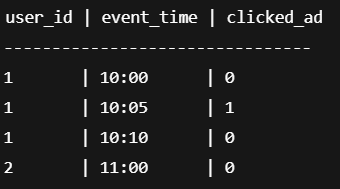 user_id | event_time | clicked_ad
---------------------------------
1       | 10:00      | 0
1       | 10:05      | 1
1       | 10:10      | 0
2       | 11:00      | 0